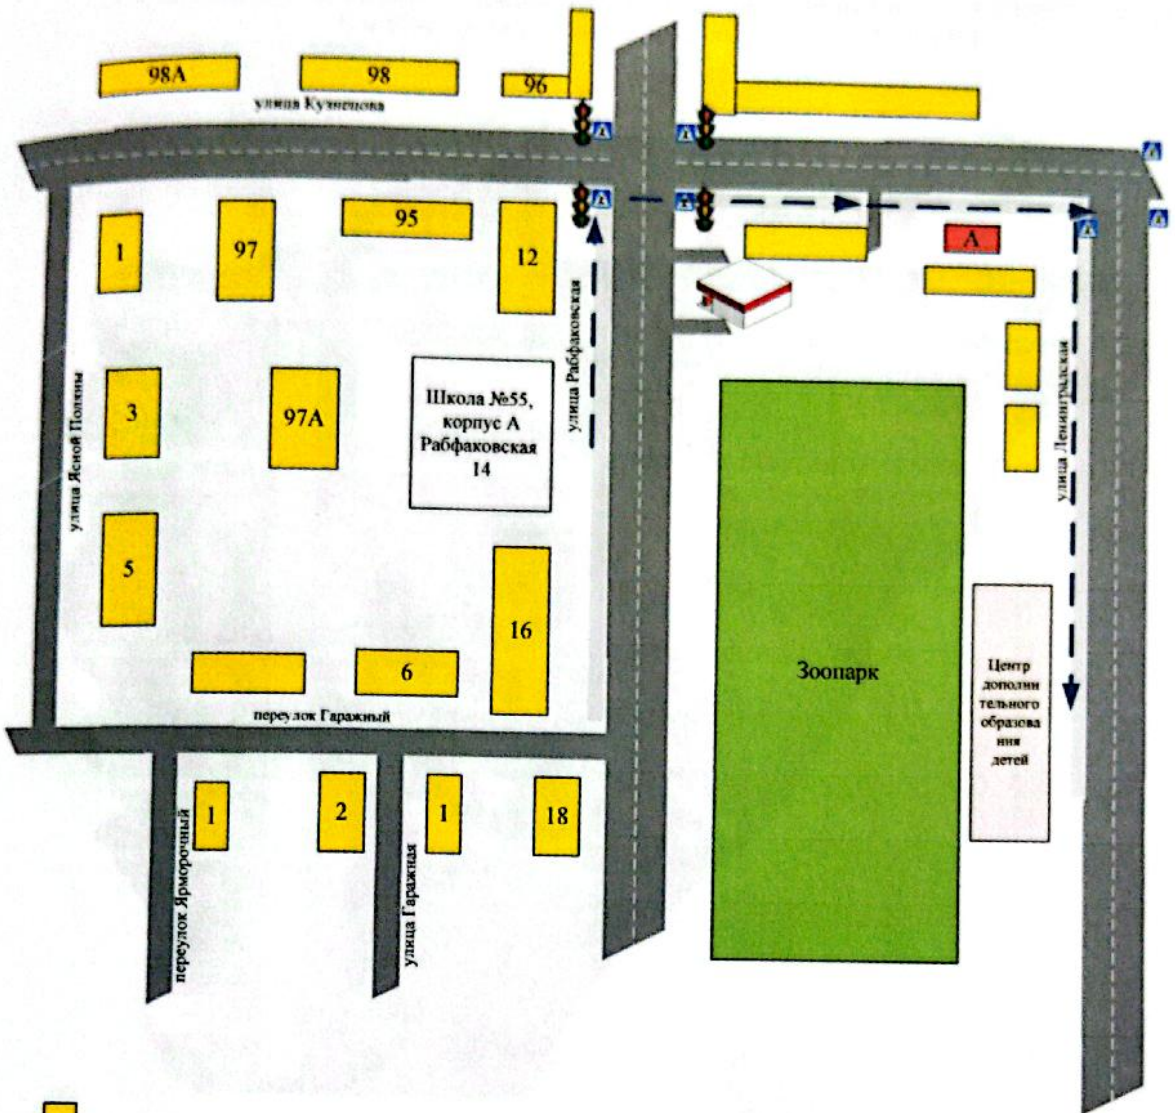 98А
98
96
улица Кузнецова
1
97
95
12
А
улица Рабфаковская
3
97А
Школа №55,
корпус А
Рабфаковская
14
улица Ясной Поляны
улица Ленинградская
5
16
6
Зоопарк
Центр
дополни
тельного
образова
ния
детей
переулок Гаражный
1
2
1
18
переулок Ярморочный
улица Гаражная